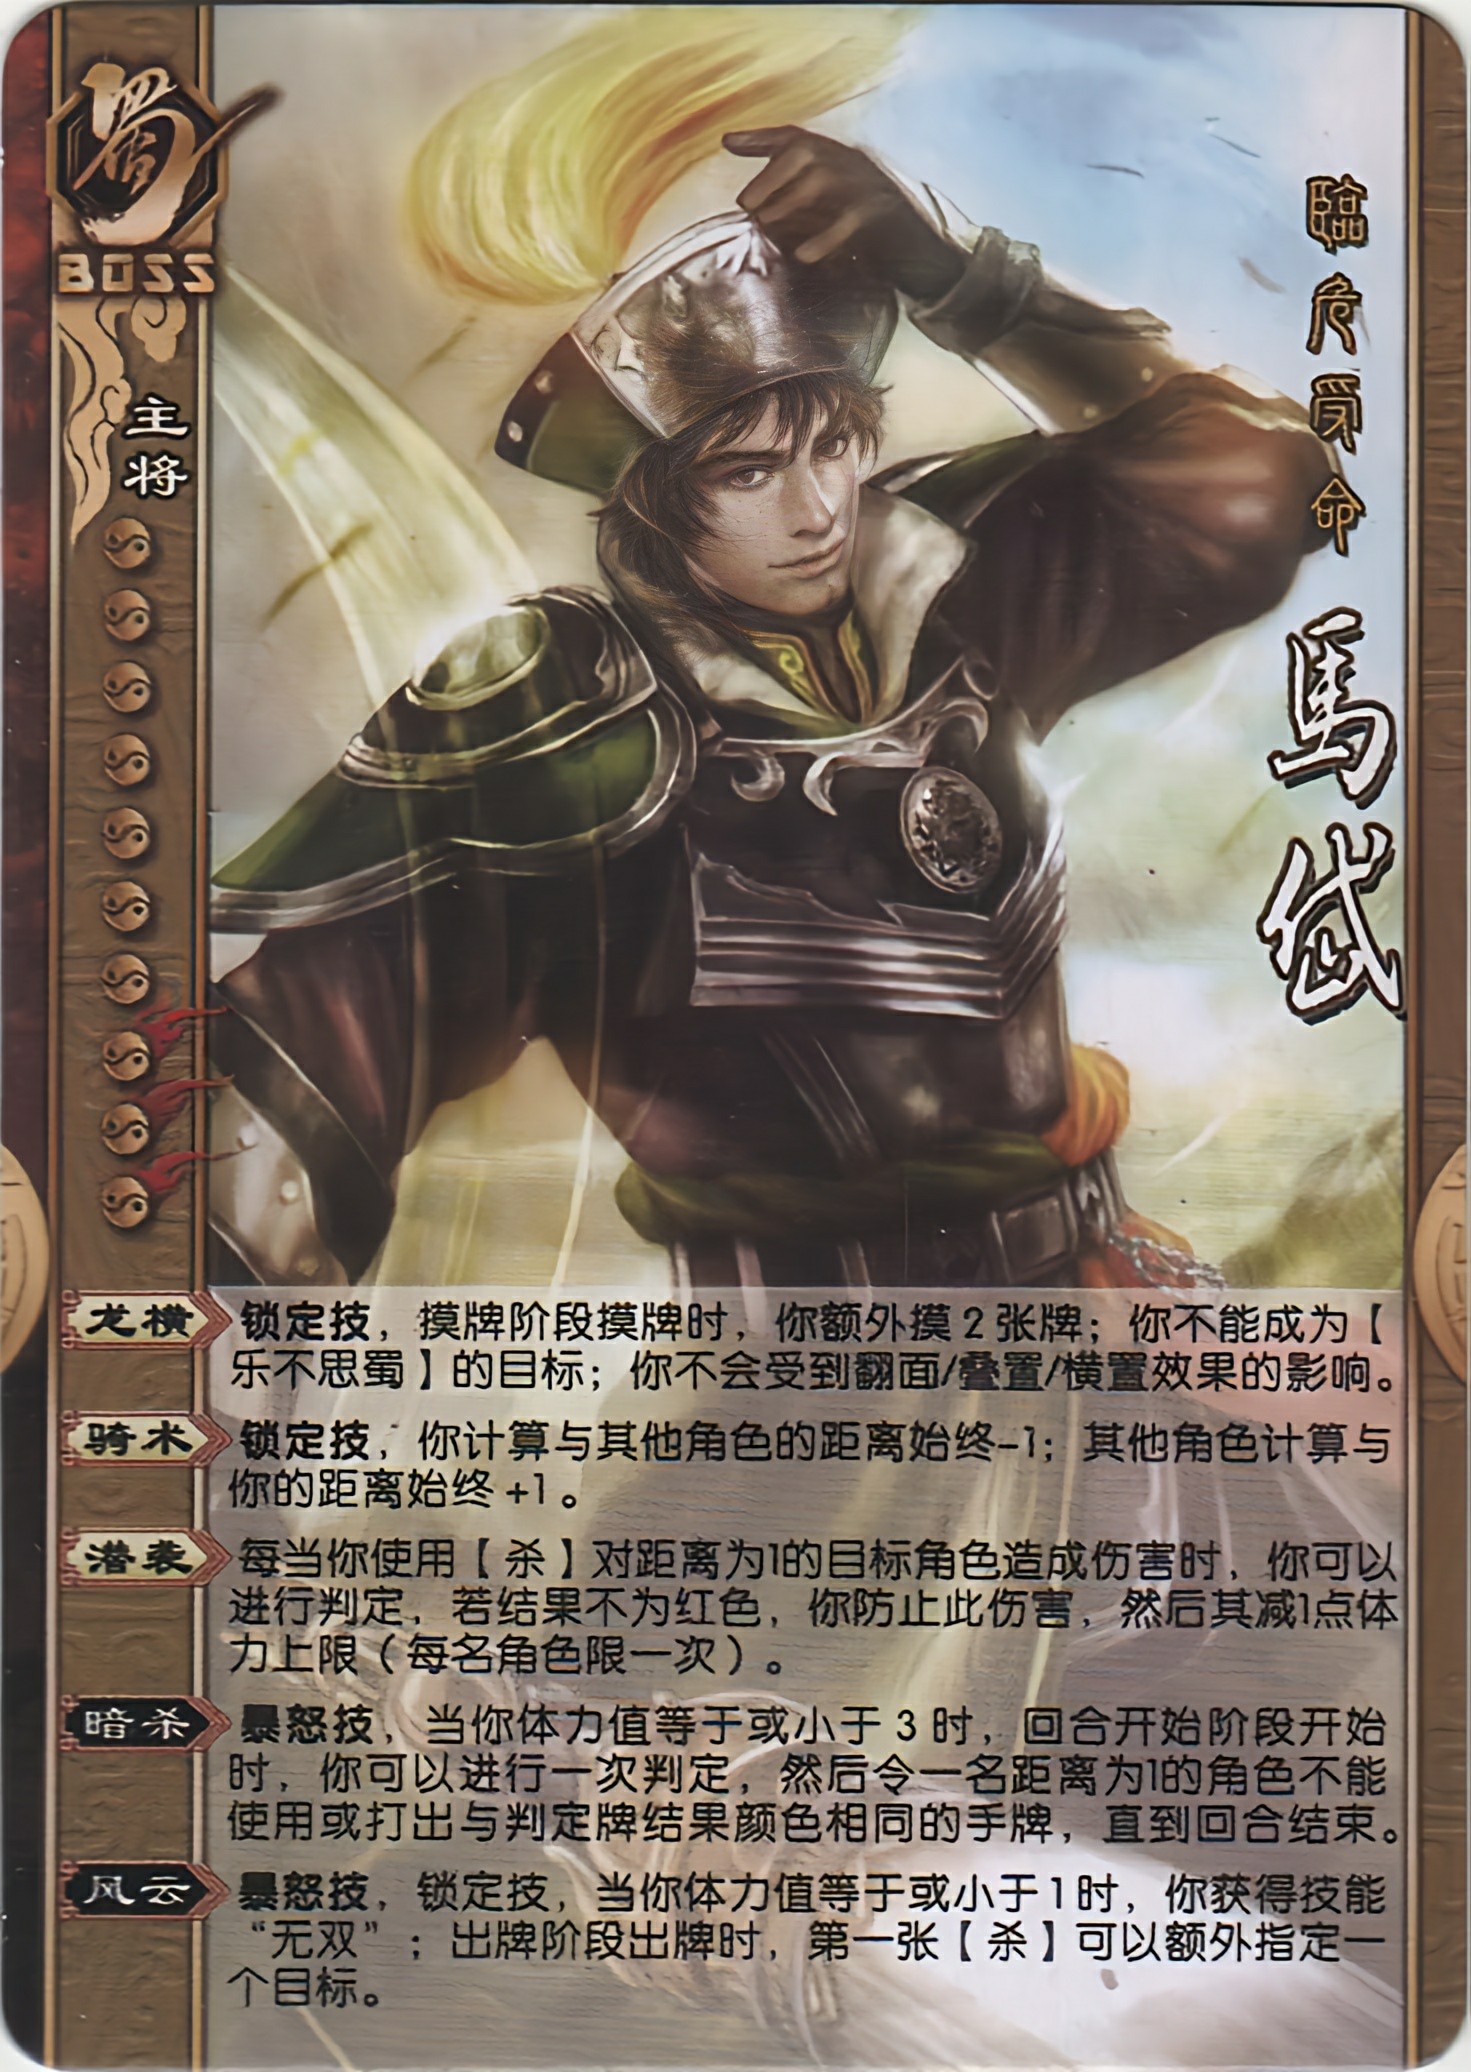 蜀
BOSS
主将
臨危受命
馬岱
龙横
锁定技，摸牌阶段摸牌时，你额外摸2张牌；你不能成为【
乐不思蜀】的目标；你不会受到翻面/叠置/横置效果的影响。
骑术
锁定技，你计算与其他角色的距离始终-1；其他角色计算与
你的距离始终+1。
潜袭
每当你使用【杀】对距离为1的目标角色造成伤害时，你可以
进行判定，若结果不为红色，你防止此伤害，然后其减1点体
力上限（每名角色限一次）。
暗杀
暴怒技，当你体力值等于或小于3时，回合开始阶段开始
时，你可以进行一次判定，然后令一名距离为1的角色不能
使用或打出与判定牌结果颜色相同的手牌，直到回合结束。
风云
暴怒技，锁定技，当你体力值等于或小于1时，你获得技能
“无双”；出牌阶段出牌时，第一张【杀】可以额外指定一
个目标。